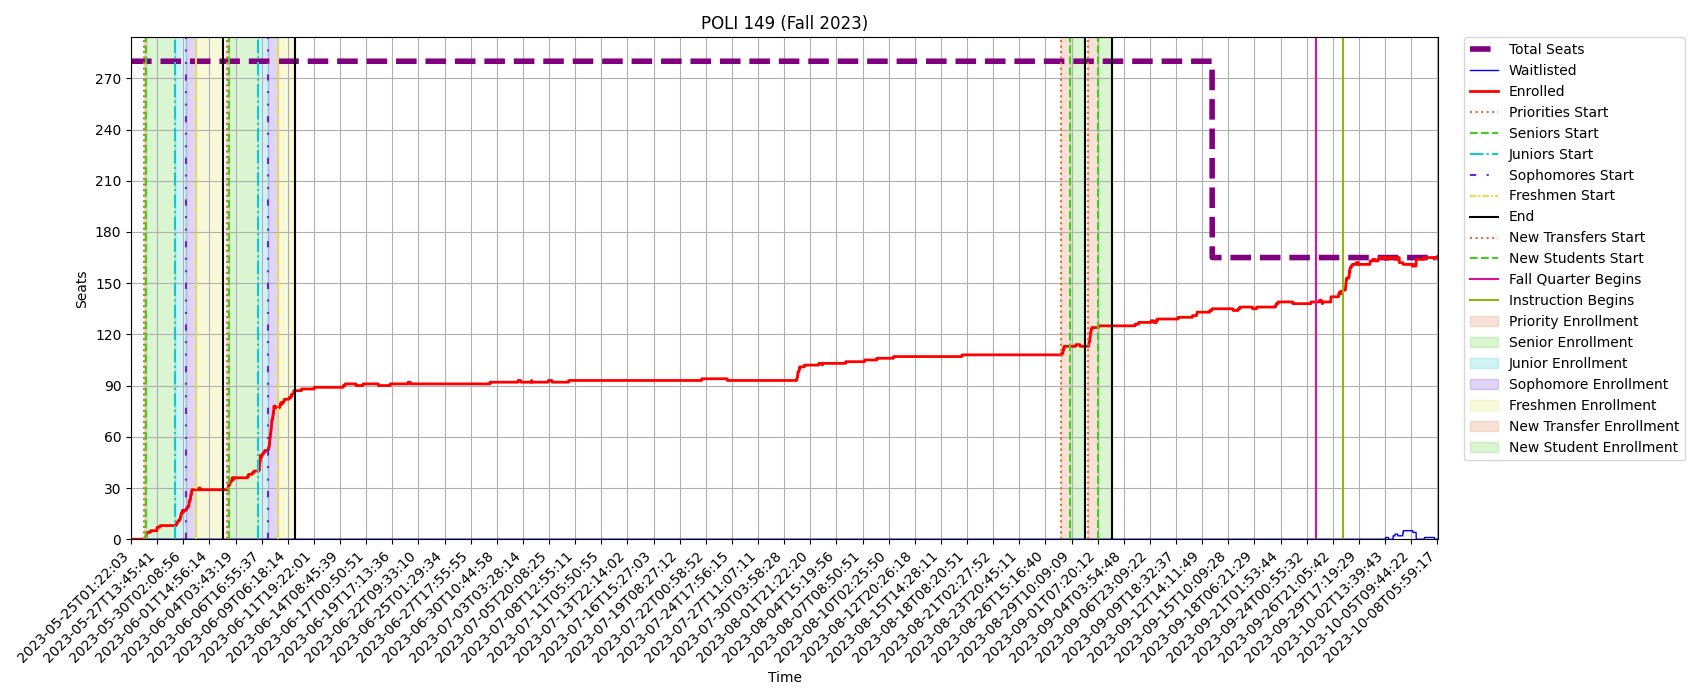 POLI 149 (Fall 2023)
Seats
270
240
210
180
150
120
90
60
30
0
2023-05-25T01:22:03
2023-05-27T13:45:41
2023-05-30T02:08:56
2023-06-01T14:56:14
2023-06-04T03:43:19
2023-06-06T16:55:37
2023-06-09T06:18:14
2023-06-11T19:22:01
2023-06-14T08:45:39
2023-06-17T00:50:51
2023-06-19T17:13:36
2023-06-22T09:33:10
2023-06-25T01:29:34
2023-06-27T17:55:55
2023-06-30T10:44:58
2023-07-03T03:28:14
2023-07-05T20:08:25
2023-07-08T12:55:11
2023-07-11T05:50:55
2023-07-13T22:14:02
2023-07-16T15:27:03
2023-07-19T08:27:12
2023-07-22T00:58:52
2023-07-24T17:56:15
2023-07-27T11:07:11
2023-07-30T03:58:28
2023-08-01T21:22:20
2023-08-04T15:19:56
2023-08-07T08:50:51
2023-08-10T02:25:50
2023-08-12T20:26:18
2023-08-15T14:28:11
2023-08-18T08:20:51
2023-08-21T02:27:52
2023-08-23T20:45:11
2023-08-26T15:16:40
2023-08-29T10:09:09
2023-09-01T07:20:12
2023-09-04T03:54:48
2023-09-06T23:09:22
2023-09-09T18:32:37
2023-09-12T14:11:49
2023-09-15T10:09:28
2023-09-18T06:21:29
2023-09-21T01:53:44
2023-09-24T00:55:32
2023-09-26T21:05:42
2023-09-29T17:19:29
2023-10-02T13:39:43
2023-10-05T09:44:22
2023-10-08T05:59:17
Time
Total Seats
Waitlisted
Enrolled
Priorities Start
Seniors Start
Juniors Start
Sophomores Start
Freshmen Start
End
New Transfers Start
New Students Start
Fall Quarter Begins
Instruction Begins
Priority Enrollment
Senior Enrollment
Junior Enrollment
Sophomore Enrollment
Freshmen Enrollment
New Transfer Enrollment
New Student Enrollment